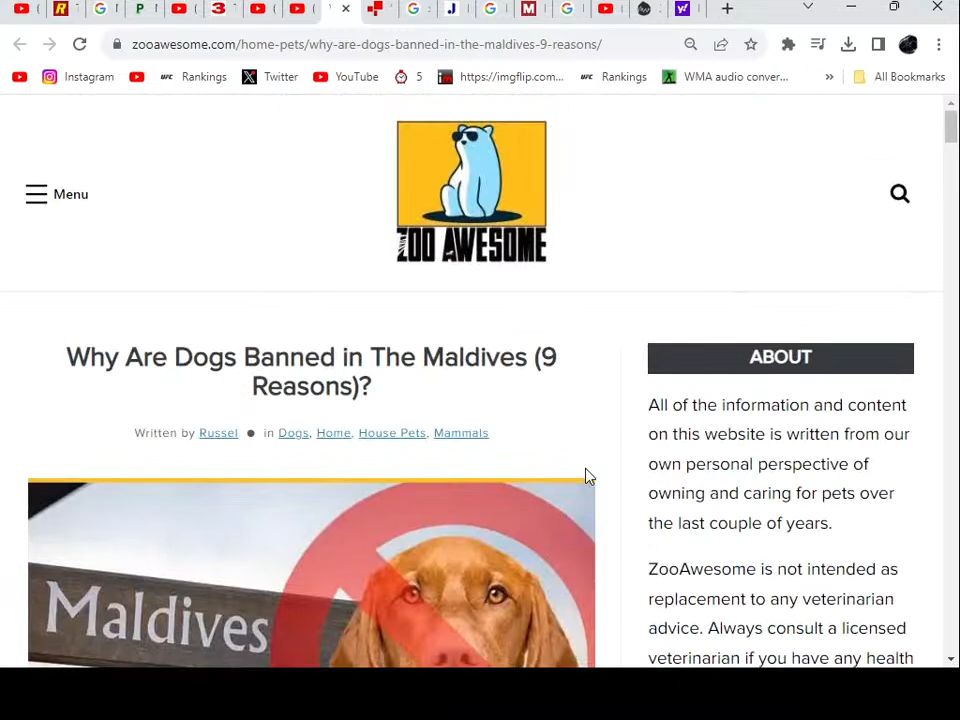 zooawesome.com/home-pets/why-are-dogs-banned-in-the-maldives-9-reasons/
Instagram
UFC Rankings
Twitter
YouTube
5
https://imgflip.com...
UFC Rankings
WMA audio conver...
»
All Bookmarks
Menu
ZOO AWESOME
Why Are Dogs Banned in The Maldives (9
Reasons)?
Written by Russel ● in Dogs, Home, House Pets, Mammals
Maldives
ABOUT
All of the information and content
on this website is written from our
own personal perspective of
owning and caring for pets over
the last couple of years.
ZooAwesome is not intended as
replacement to any veterinarian
advice. Always consult a licensed
veterinarian if you have any health